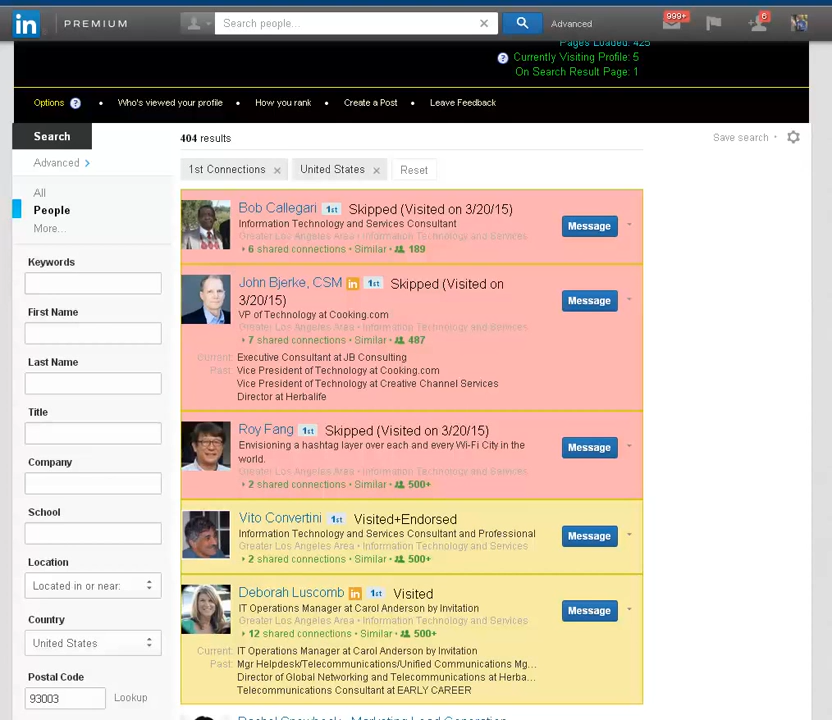 in PREMIUM
Search people...
Advanced
999+
6
Pages Loaded: 425
Currently Visiting Profile: 5
On Search Result Page: 1
Options ? • Who's viewed your profile • How you rank • Create a Post • Leave Feedback
Search
Advanced
All
People
More...
Keywords
First Name
Last Name
Title
Company
School
Location
Located in or near:
Country
United States
Postal Code
93003
Lookup
404 results
Save search
1st Connections × United States × Reset
Bob Callegari 1st Skipped (Visited on 3/20/15)
Information Technology and Services Consultant
Greater Los Angeles Area • Information Technology and Services
6 shared connections • Similar • 189
Message
John Bjerke, CSM in 1st Skipped (Visited on
3/20/15)
VP of Technology at Cooking.com
Greater Los Angeles Area • Information Technology and Services
7 shared connections • Similar • 487
Current: Executive Consultant at JB Consulting
Past: Vice President of Technology at Cooking.com
Vice President of Technology at Creative Channel Services
Director at Herbalife
Message
Roy Fang 1st Skipped (Visited on 3/20/15)
Envisioning a hashtag layer over each and every Wi-Fi City in the
world.
Greater Los Angeles Area • Information Technology and Services
2 shared connections • Similar • 500+
Message
Vito Convertini 1st Visited+Endorsed
Information Technology and Services Consultant and Professional
Greater Los Angeles Area • Information Technology and Services
2 shared connections • Similar • 500+
Message
Deborah Luscomb in 1st Visited
IT Operations Manager at Carol Anderson by Invitation
Greater Los Angeles Area • Information Technology and Services
12 shared connections • Similar • 500+
Current: IT Operations Manager at Carol Anderson by Invitation
Past: Mgr Helpdesk/Telecommunications/Unified Communications Mg...
Director of Global Networking and Telecommunications at Herba...
Telecommunications Consultant at EARLY CAREER
Message